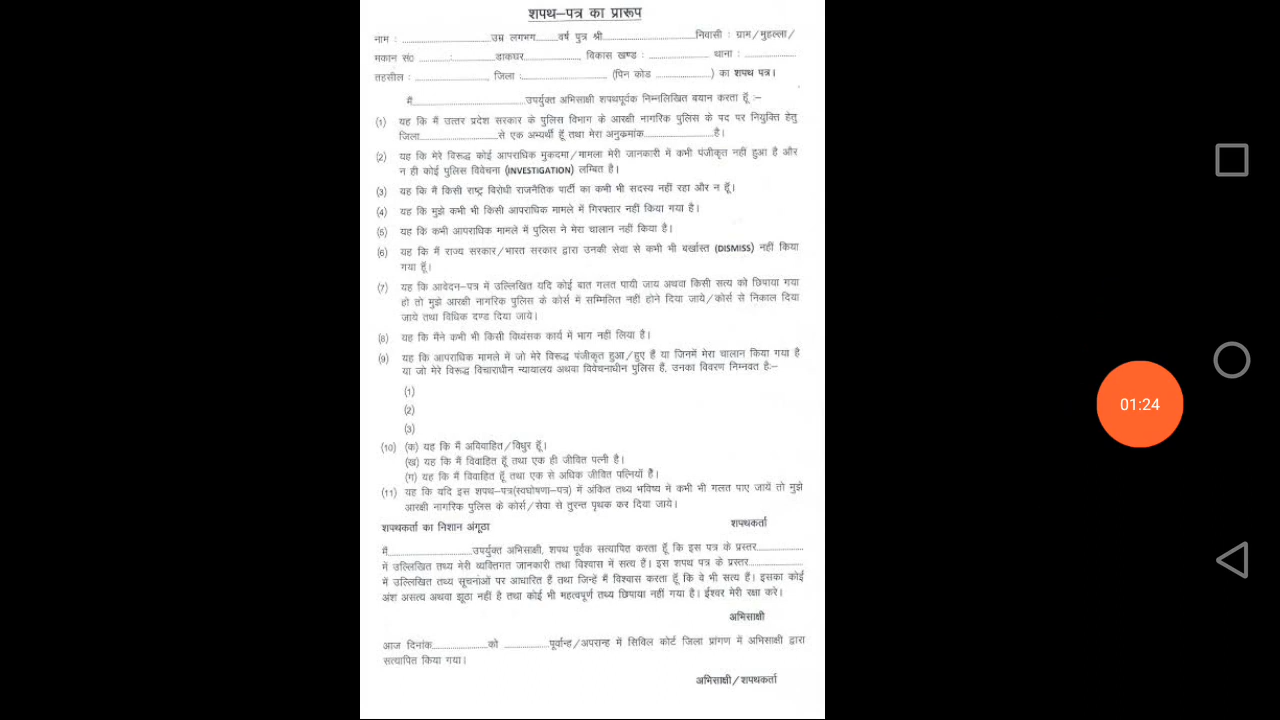 शपथ–पत्र का प्रारूप
नाम : ........................उम्र लगभग......वर्ष पुत्र श्री........................निवासी : ग्राम/मुहल्ला/
मकान सं० ........:...........डाकघर.............., विकास खण्ड : ................ थाना : ..............
तहसील : ..................., जिला :...................... (पिन कोड ...............) का शपथ पत्र।
मैं..............................उपर्युक्त अभिसाक्षी शपथपूर्वक निम्नलिखित बयान करता हूँ :–
(1) यह कि मैं उत्तर प्रदेश सरकार के पुलिस विभाग के आरक्षी नागरिक पुलिस के पद पर नियुक्ति हेतु
जिला....................से एक अभ्यर्थी हूँ तथा मेरा अनुक्रमांक..................है।
(2) यह कि मेरे विरूद्ध कोई आपराधिक मुकदमा/मामला मेरी जानकारी में कभी पंजीकृत नहीं हुआ है और
न ही कोई पुलिस विवेचना (INVESTIGATION) लम्बित है।
(3) यह कि मैं किसी राष्ट्र विरोधी राजनैतिक पार्टी का कभी भी सदस्य नहीं रहा और न हूँ।
(4) यह कि मुझे कभी भी किसी आपराधिक मामले में गिरफ्तार नहीं किया गया है।
(5) यह कि कभी आपराधिक मामले में पुलिस ने मेरा चालान नहीं किया है।
(6) यह कि मैं राज्य सरकार/भारत सरकार द्वारा उनकी सेवा से कभी भी बर्खास्त (DISMISS) नहीं किया
गया हूँ।
(7) यह कि आवेदन–पत्र में उल्लिखित यदि कोई बात गलत पायी जाय अथवा किसी सत्य को छिपाया गया
हो तो मुझे आरक्षी नागरिक पुलिस के कोर्स में सम्मिलित नहीं होने दिया जाये/कोर्स से निकाल दिया
जाये तथा विधिक दण्ड दिया जाये।
(8) यह कि मैंने कभी भी किसी विध्वंसक कार्य में भाग नहीं लिया है।
(9) यह कि आपराधिक मामले में जो मेरे विरूद्ध पंजीकृत हुआ/हुए हैं या जिनमें मेरा चालान किया गया है
या जो मेरे विरूद्ध विचाराधीन न्यायालय अथवा विवेचनाधीन पुलिस हैं, उनका विवरण निम्नवत है:–
(1)
(2)
(3)
(10) (क) यह कि मैं अविवाहित/विधुर हूँ।
(ख) यह कि मैं विवाहित हूँ तथा एक ही जीवित पत्नी है।
(ग) यह कि मैं विवाहित हूँ तथा एक से अधिक जीवित पत्नियाँ हैं।
(11) यह कि यदि इस शपथ–पत्र(स्वघोषणा–पत्र) में अंकित तथ्य भविष्य मे कभी भी गलत पाए जायें तो मुझे
आरक्षी नागरिक पुलिस के कोर्स/सेवा से तुरन्त पृथक कर दिया जाये।
शपथकर्ता का निशान अंगूठा शपथकर्ता
मैं......................उपर्युक्त अभिसाक्षी, शपथ पूर्वक सत्यापित करता हूँ कि इस पत्र के प्रस्तर..............
में उल्लिखित तथ्य मेरी व्यक्तिगत जानकारी तथा विश्वास में सत्य हैं। इस शपथ पत्र के प्रस्तर................
में उल्लिखित तथ्य सूचनाओं पर आधारित हैं तथा जिन्हें मैं विश्वास करता हूँ कि वे भी सत्य हैं। इसका कोई
अंश असत्य अथवा झूठा नहीं है तथा कोई भी महत्वपूर्ण तथ्य छिपाया नहीं गया है। ईश्वर मेरी रक्षा करे।
अभिसाक्षी
आज दिनांक...............को ............पूर्वान्ह/अपरान्ह में सिविल कोर्ट जिला प्रांगण में अभिसाक्षी द्वारा
सत्यापित किया गया।
अभिसाक्षी/शपथकर्ता
01:24